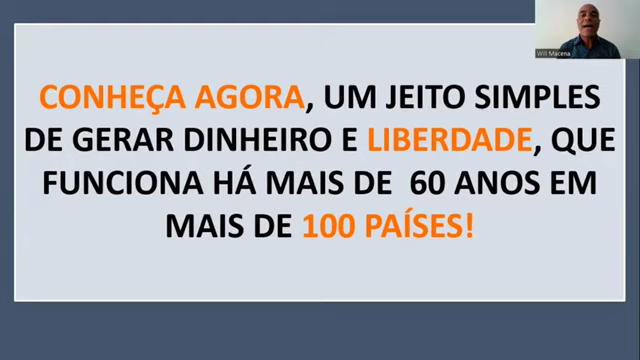 Will Macena
CONHEÇA AGORA, UM JEITO SIMPLES
DE GERAR DINHEIRO E LIBERDADE, QUE
FUNCIONA HÁ MAIS DE 60 ANOS EM
MAIS DE 100 PAÍSES!